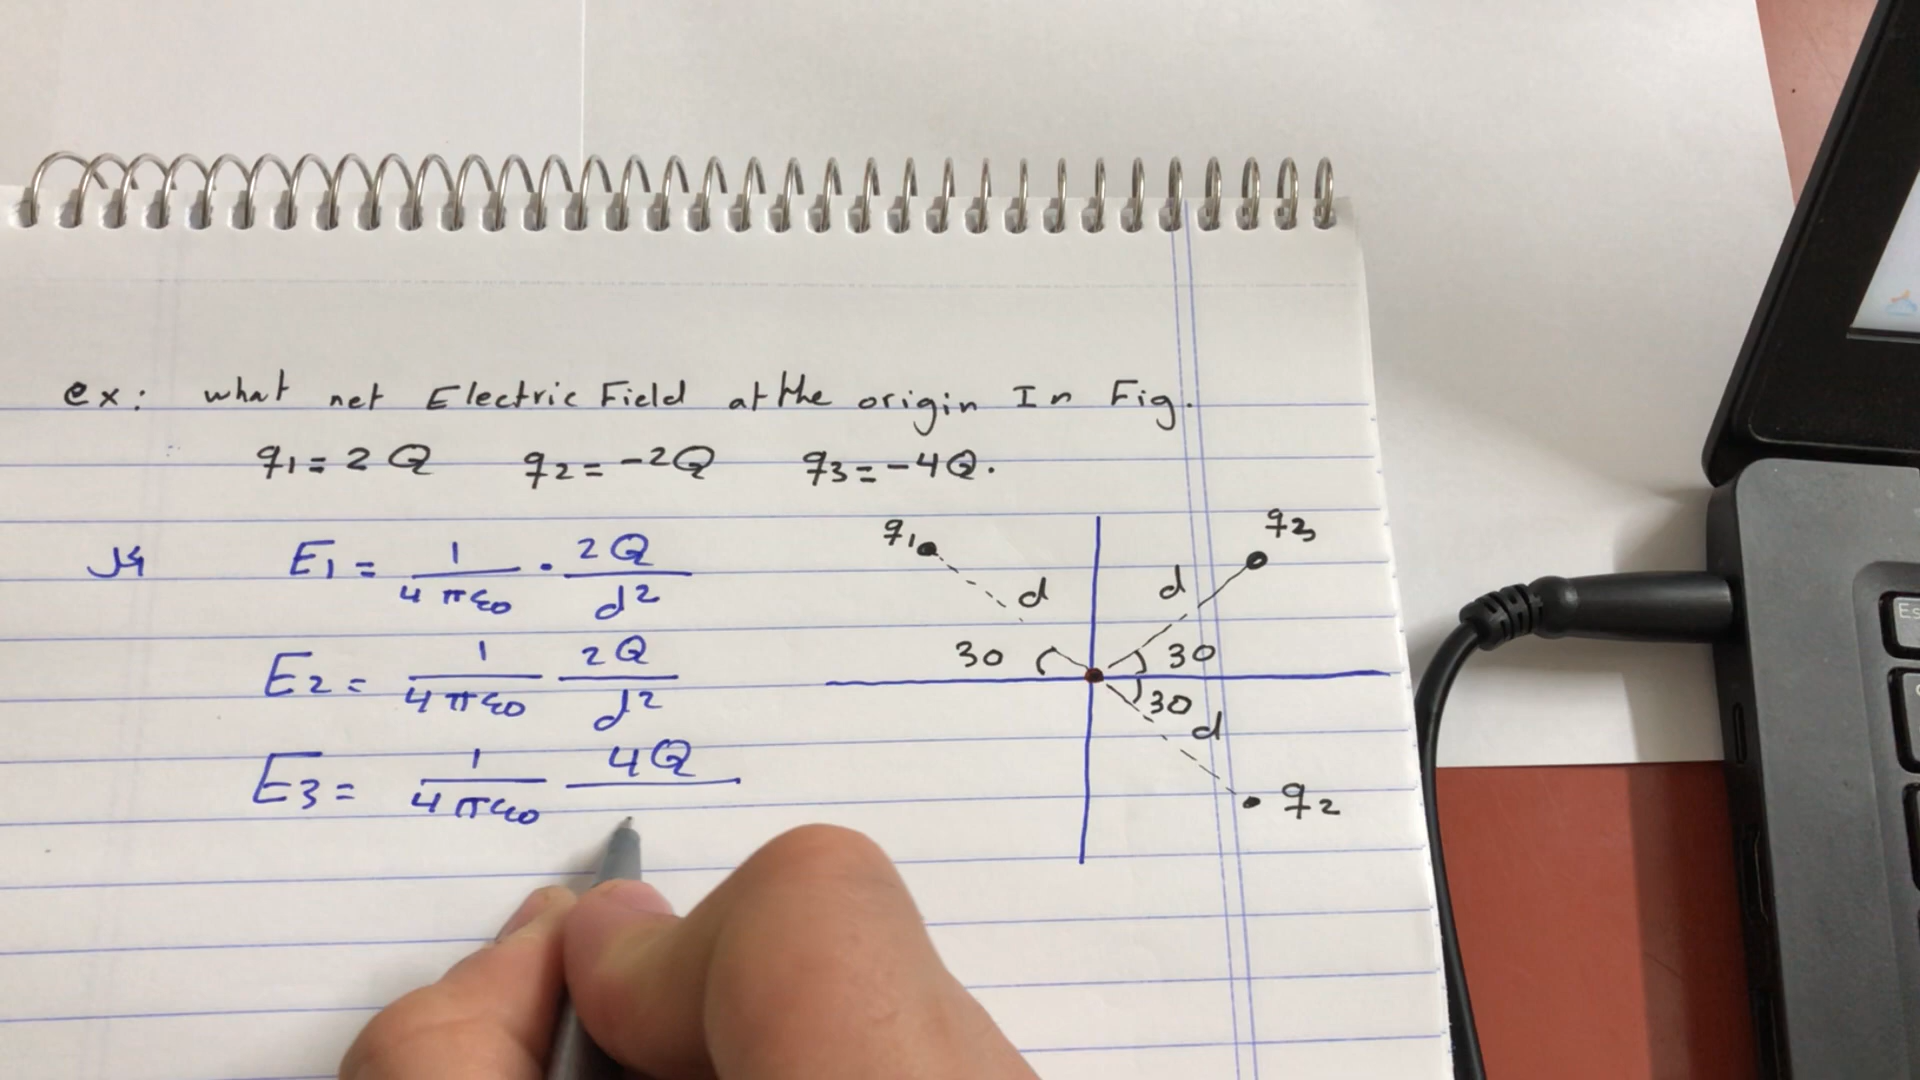 ex: what net Electric Field at the origin In Fig.
q1 = 2Q q2 = -2Q q3 = -4Q.
E1 = 1/4πε0 · 2Q/d²
E2 = 1/4πε0 2Q/d²
E3 = 1/4πε0 4Q
q1 q3
d d
30 30
30
d
q2
Es